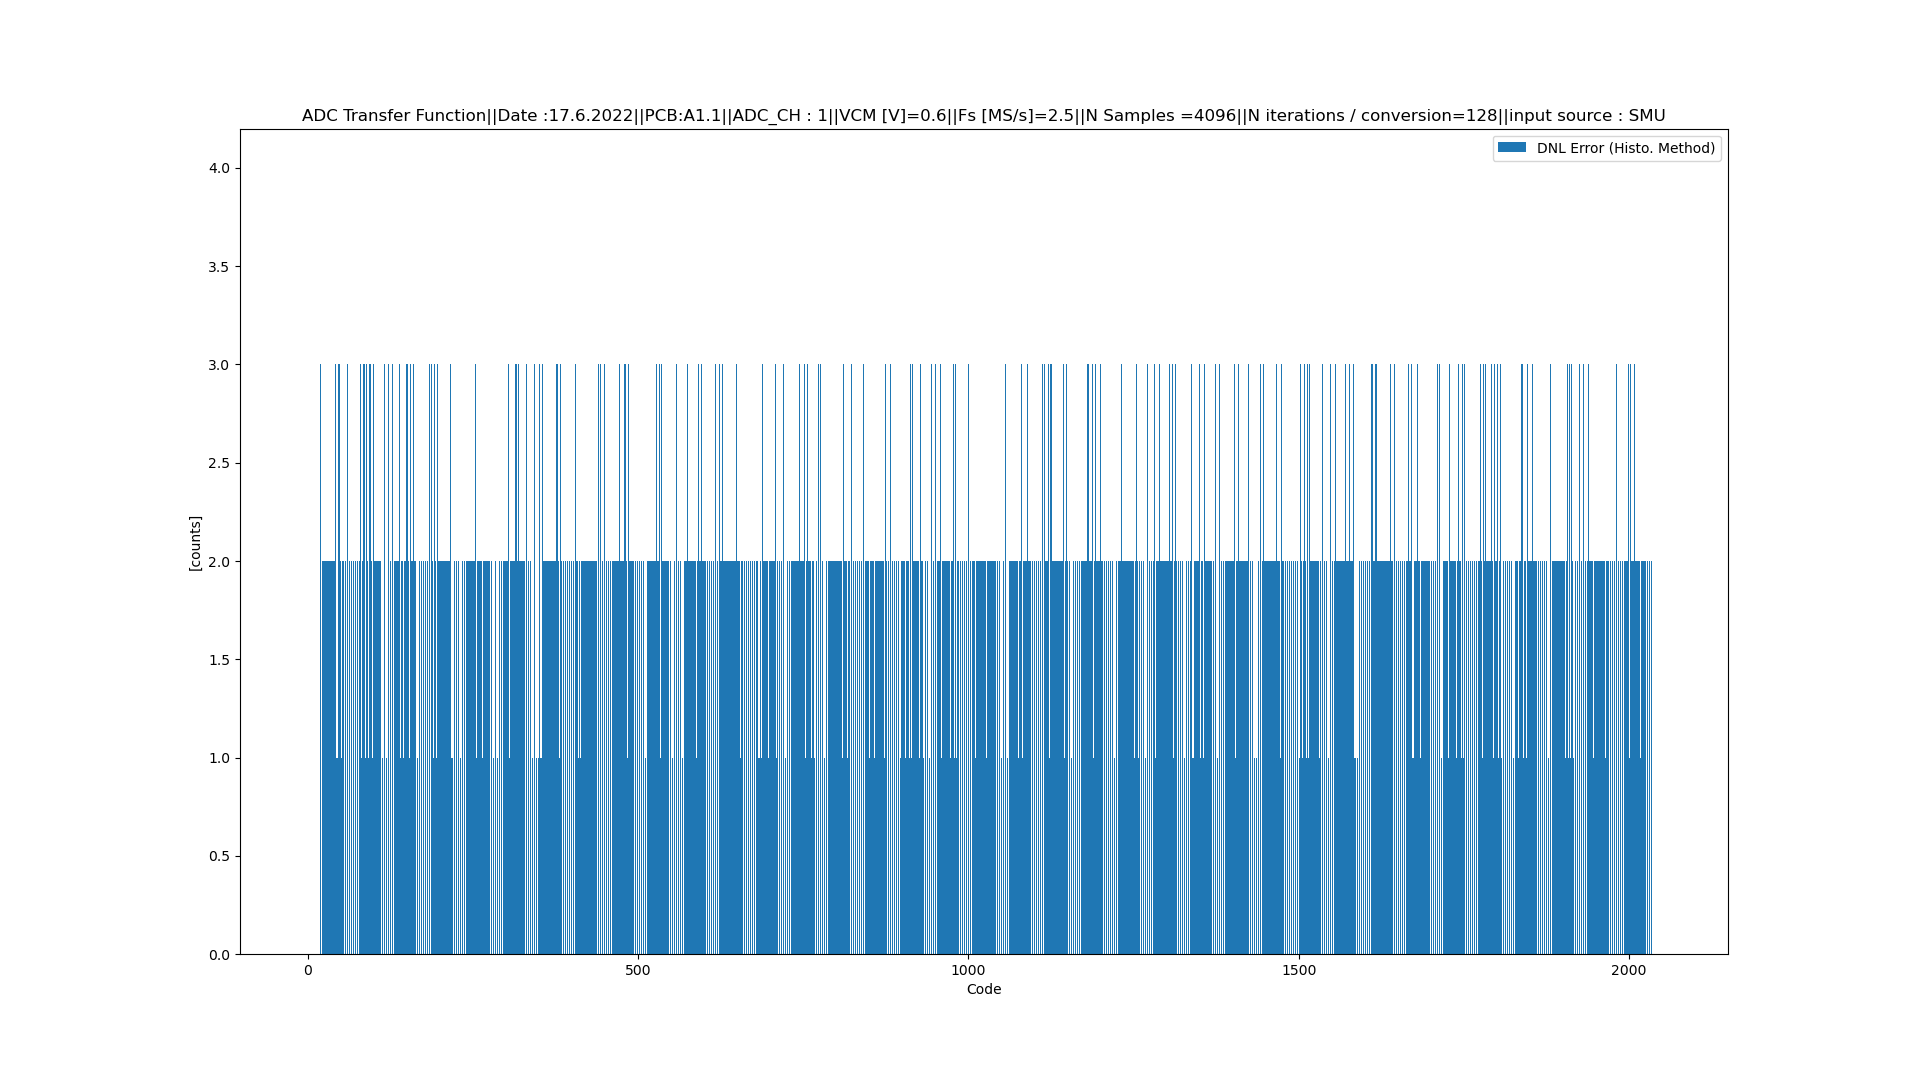 ADC Transfer Function||Date :17.6.2022||PCB:A1.1||ADC_CH : 1||VCM [V]=0.6||Fs [MS/s]=2.5||N Samples =4096||N iterations / conversion=128||input source : SMU
DNL Error (Histo. Method)
4.0
3.5
3.0
2.5
2.0
1.5
1.0
0.5
0.0
[counts]
0 500 1000 1500 2000
Code